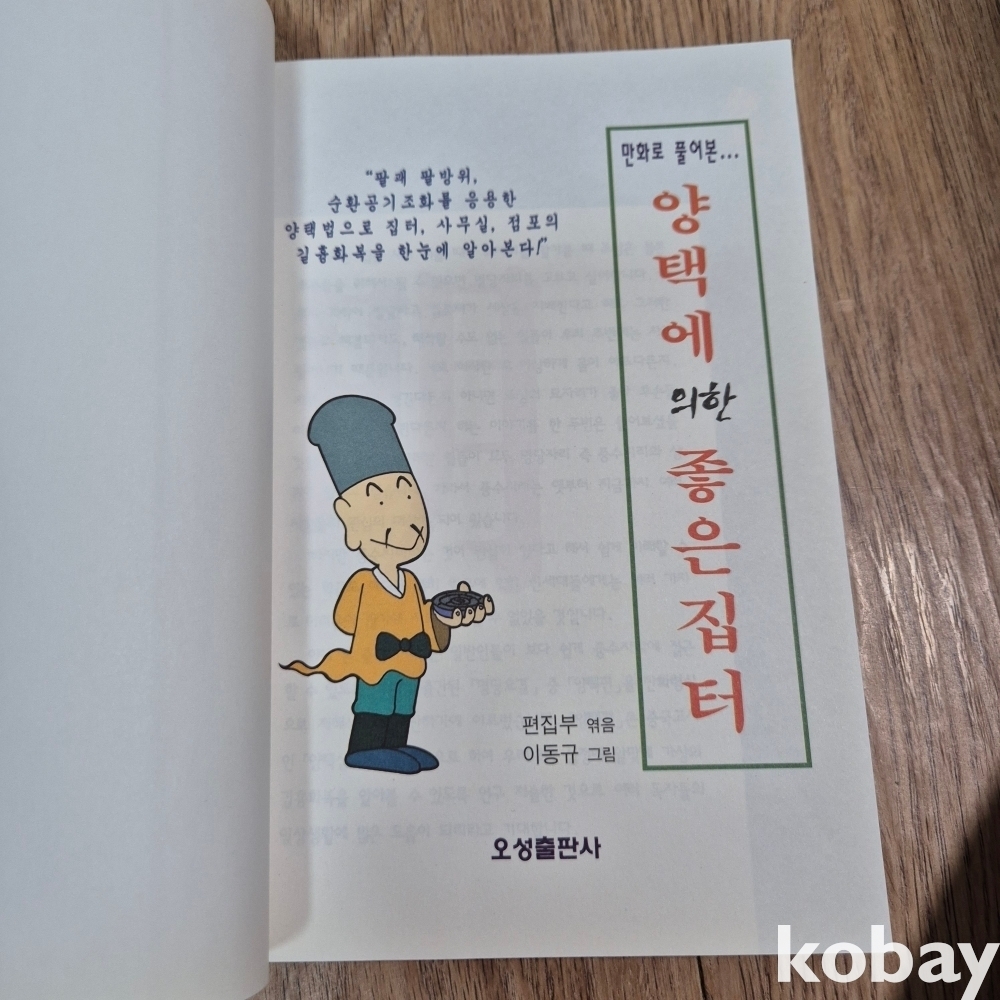 "팔괘 팔방위,
순환공기조화를 응용한
양택법으로 집터, 사무실, 점포의
길흉화복을 한눈에 알아본다!"
만화로 풀어본...
양택에
의한
좋은집터
편집부 엮음
이동규 그림
오성출판사
kobay